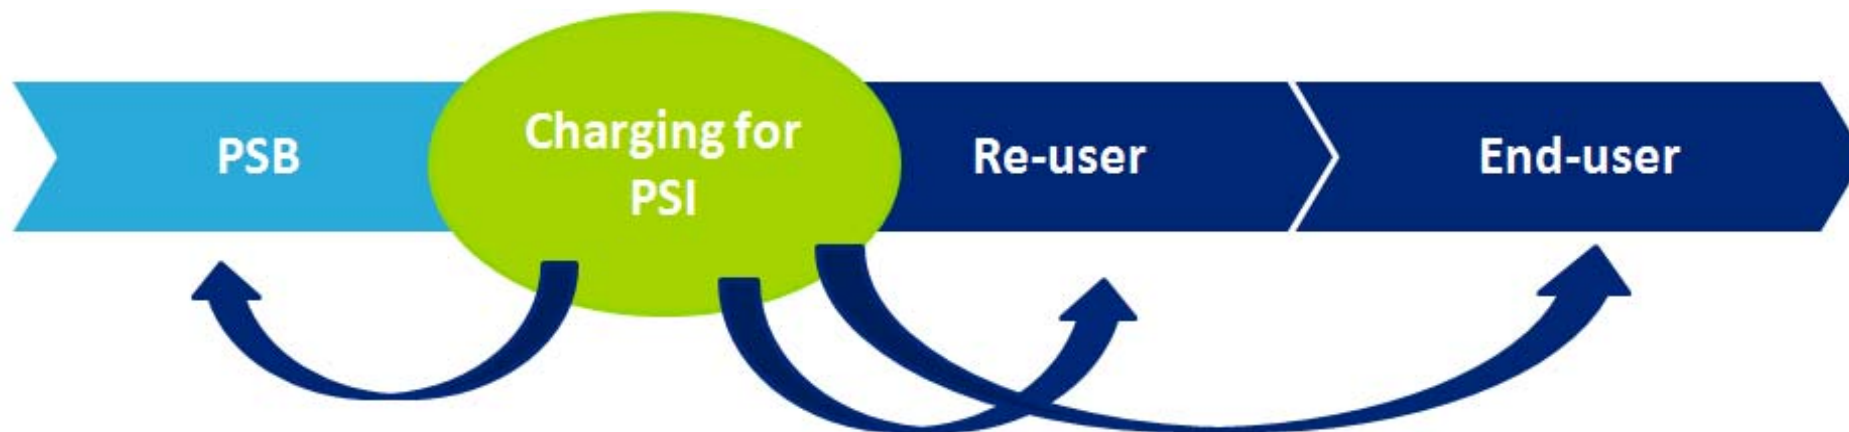 PSB
Charging for
PSI
Re-user
End-user